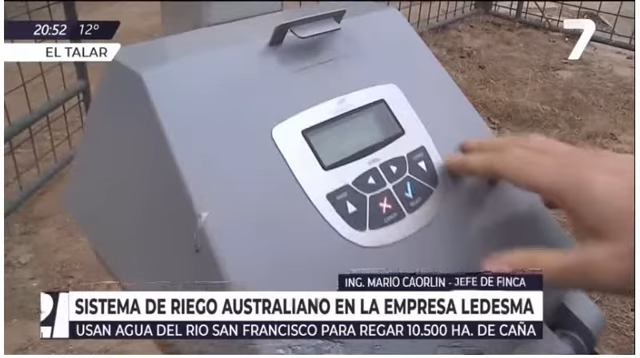 20:52 12°
EL TALAR
7
ING. MARIO CAORLIN - JEFE DE FINCA
SISTEMA DE RIEGO AUSTRALIANO EN LA EMPRESA LEDESMA
USAN AGUA DEL RIO SAN FRANCISCO PARA REGAR 10.500 HA. DE CAÑA